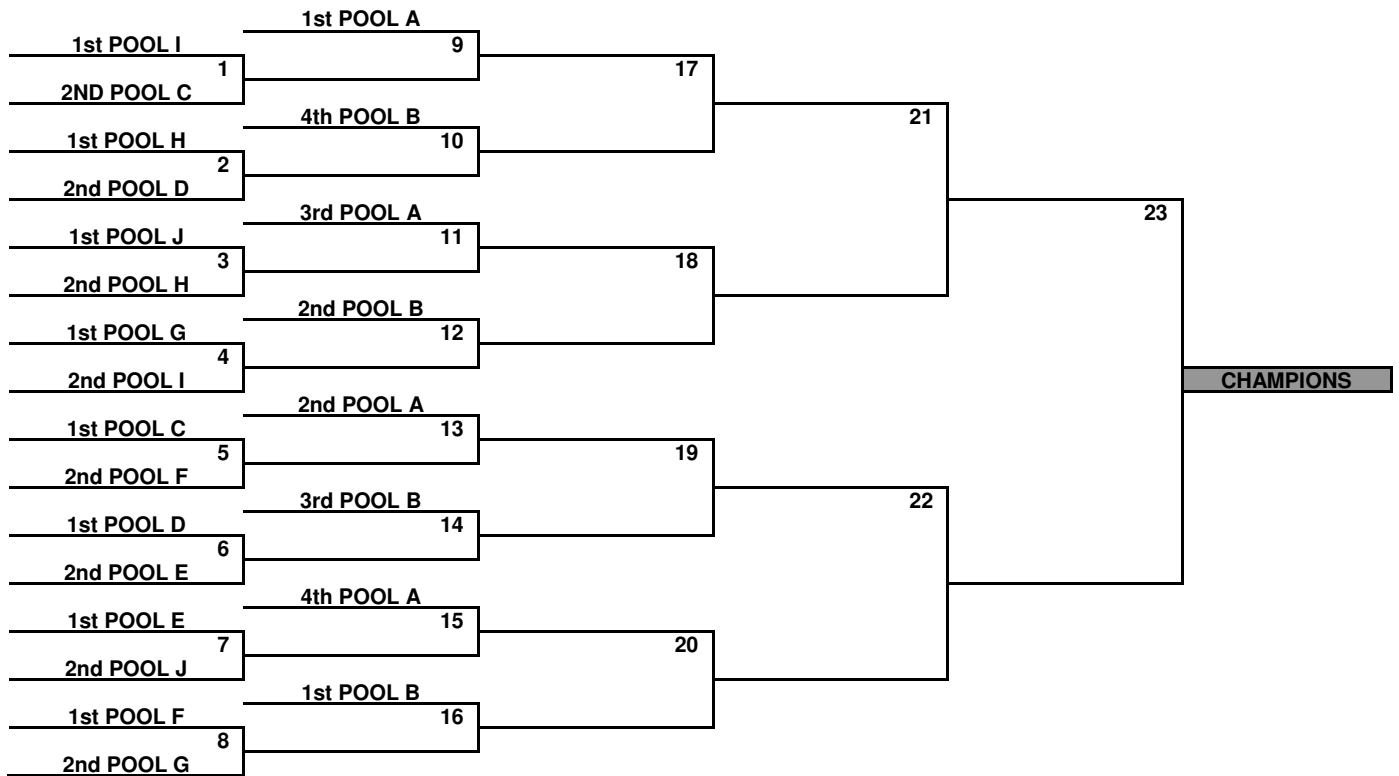 1st POOL A
1st POOL I
9
1
17
2ND POOL C
4th POOL B
21
1st POOL H
10
2
2nd POOL D
3rd POOL A
23
1st POOL J
11
3
18
2nd POOL H
2nd POOL B
1st POOL G
12
4
2nd POOL I
CHAMPIONS
2nd POOL A
1st POOL C
13
5
19
2nd POOL F
3rd POOL B
22
1st POOL D
14
6
2nd POOL E
4th POOL A
1st POOL E
15
7
20
2nd POOL J
1st POOL B
1st POOL F
16
8
2nd POOL G